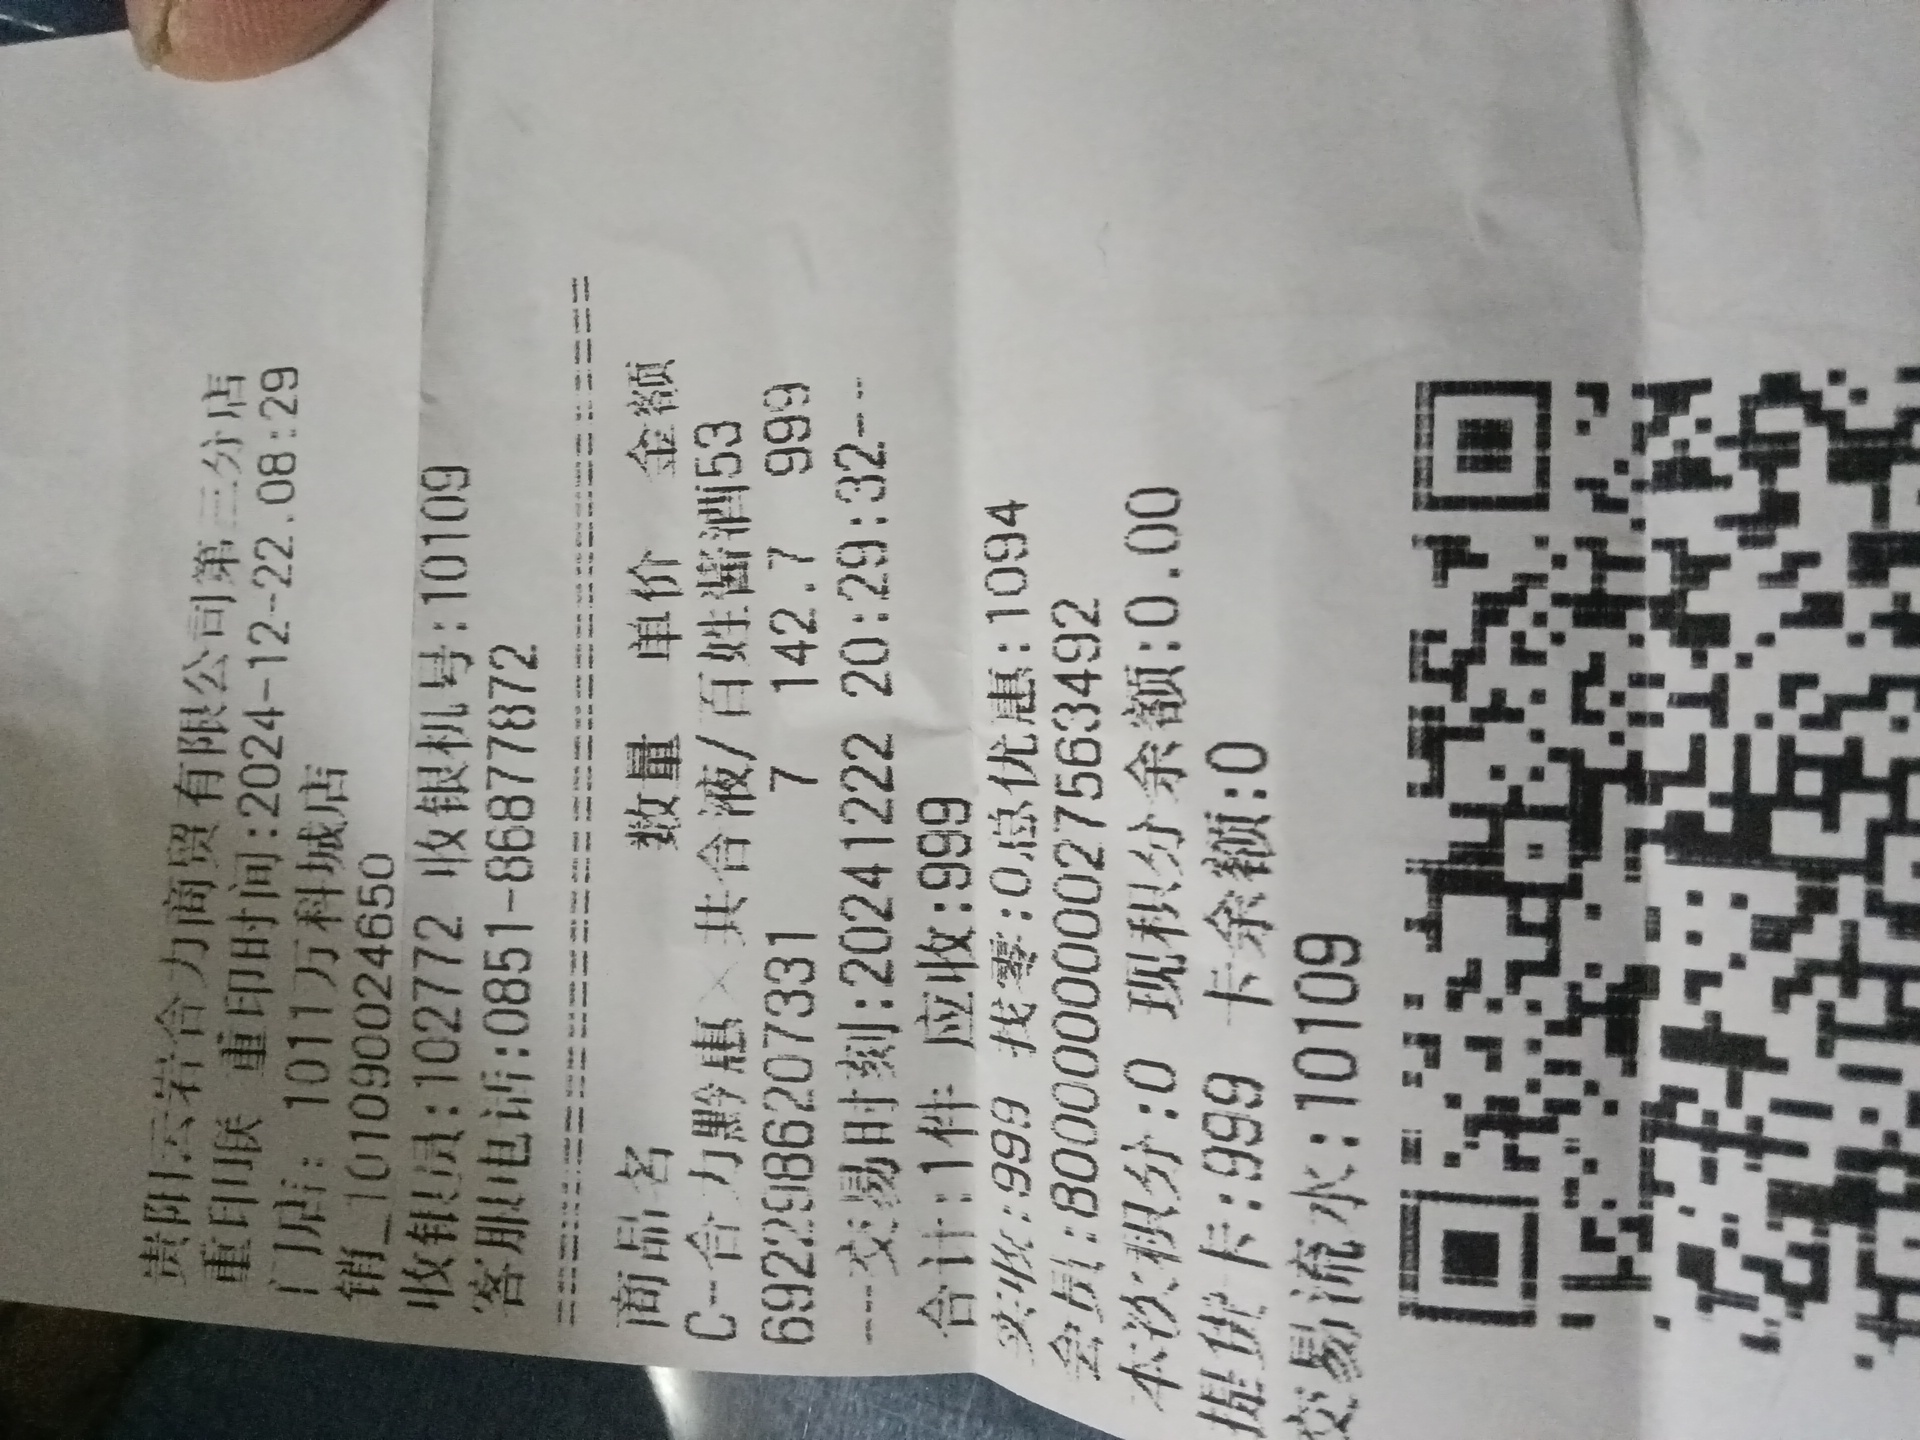 贵阳云岩合力商贸有限公司第三分店
重印联 重印时间:2024-12-22.08:29
门店: 1011万科城店
销_1010900024650
收银员:102772 收银机号:10109
客服电话:0851-86877872
==========================================
商品名 数量 单价 金额
C--合力黔惠×共合液/百姓酱酒53
6922986207331 7 142.7 999
---交易时刻:20241222 20:29:32---
合计:1件 应收:999
实收:999 找零:0总优惠:1094
会员:8000000000275634​92
本次积分:0 现积分余额:0.00
提货卡:999 卡余额:0
交易流水:10109